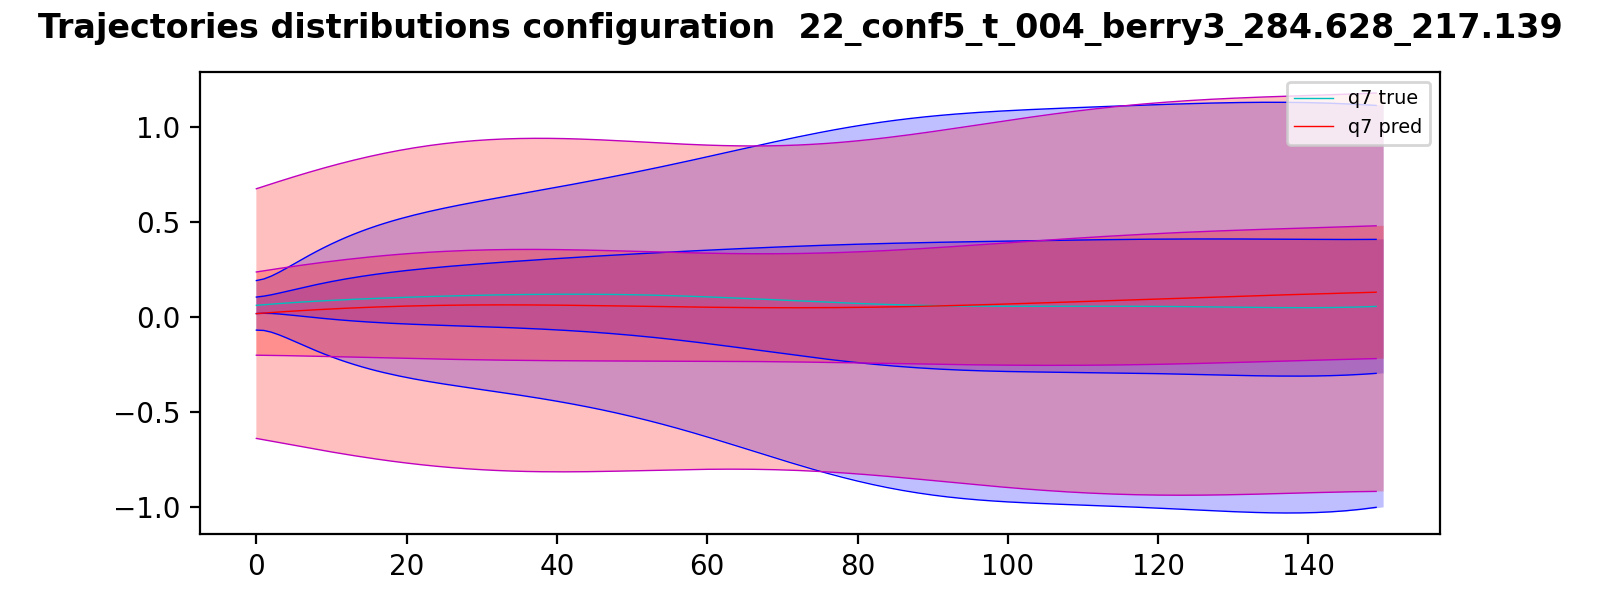 Trajectories distributions configuration  22_conf5_t_004_berry3_284.628_217.139
q7 true
q7 pred
1.0
0.5
0.0
−0.5
−1.0
0 20 40 60 80 100 120 140